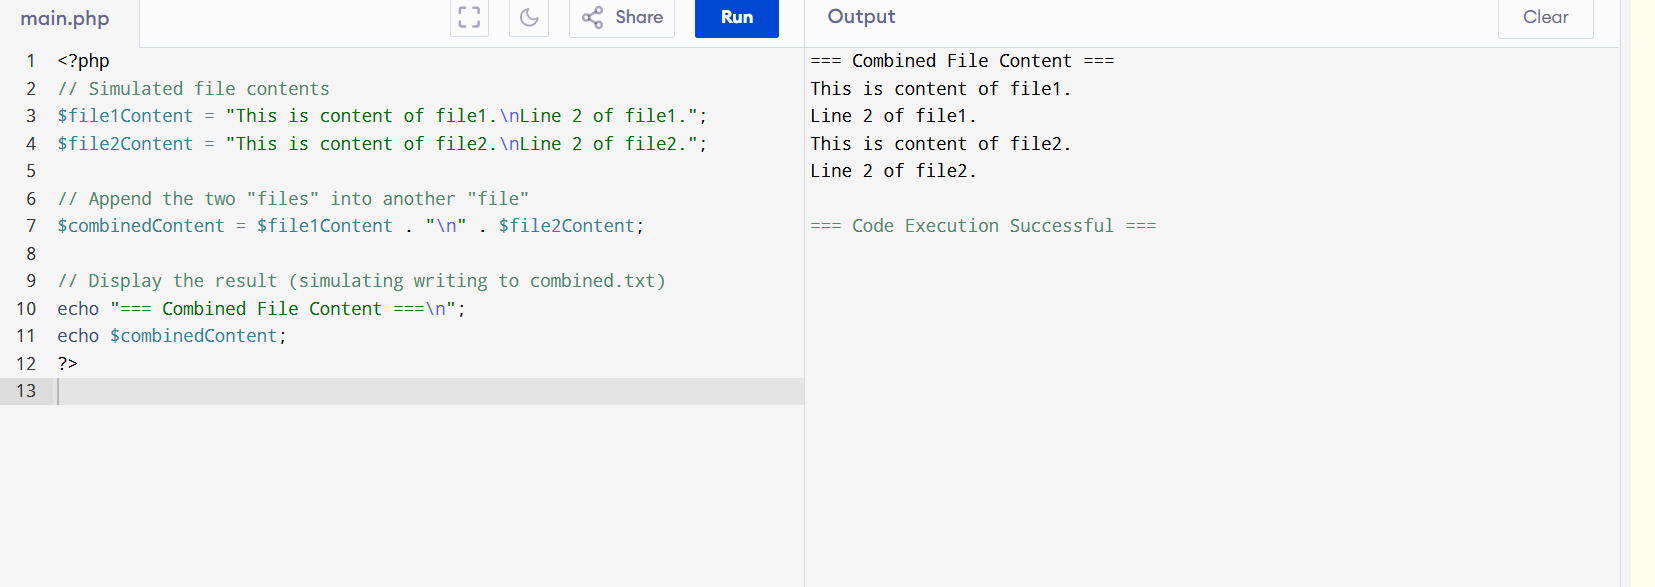 main.php
Share
Run
Output
Clear
1 <?php
2 // Simulated file contents
3 $file1Content = "This is content of file1.\nLine 2 of file1.";
4 $file2Content = "This is content of file2.\nLine 2 of file2.";
5
6 // Append the two "files" into another "file"
7 $combinedContent = $file1Content . "\n" . $file2Content;
8
9 // Display the result (simulating writing to combined.txt)
10 echo "=== Combined File Content ===\n";
11 echo $combinedContent;
12 ?>
13
=== Combined File Content ===
This is content of file1.
Line 2 of file1.
This is content of file2.
Line 2 of file2.
=== Code Execution Successful ===